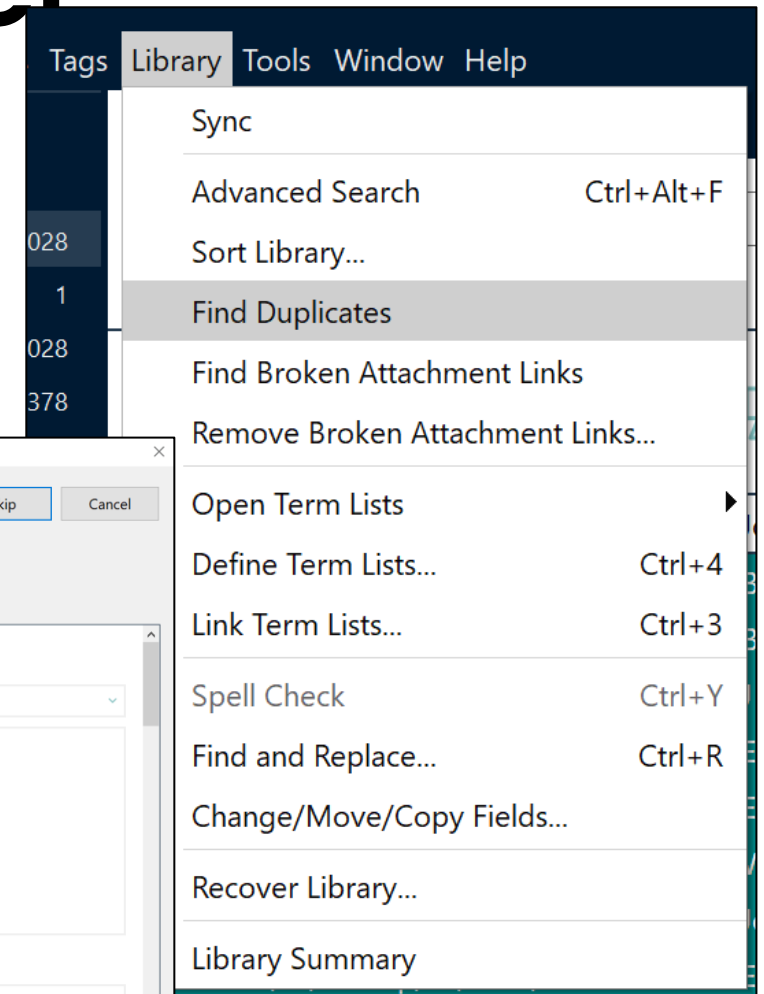 Tags Library Tools Window Help
Sync
Advanced Search Ctrl+Alt+F
028
Sort Library...
1
Find Duplicates
028
Find Broken Attachment Links
378
Remove Broken Attachment Links...
Cancel
Open Term Lists
Define Term Lists... Ctrl+4
Link Term Lists... Ctrl+3
Spell Check Ctrl+Y
Find and Replace... Ctrl+R
Change/Move/Copy Fields...
Recover Library...
Library Summary